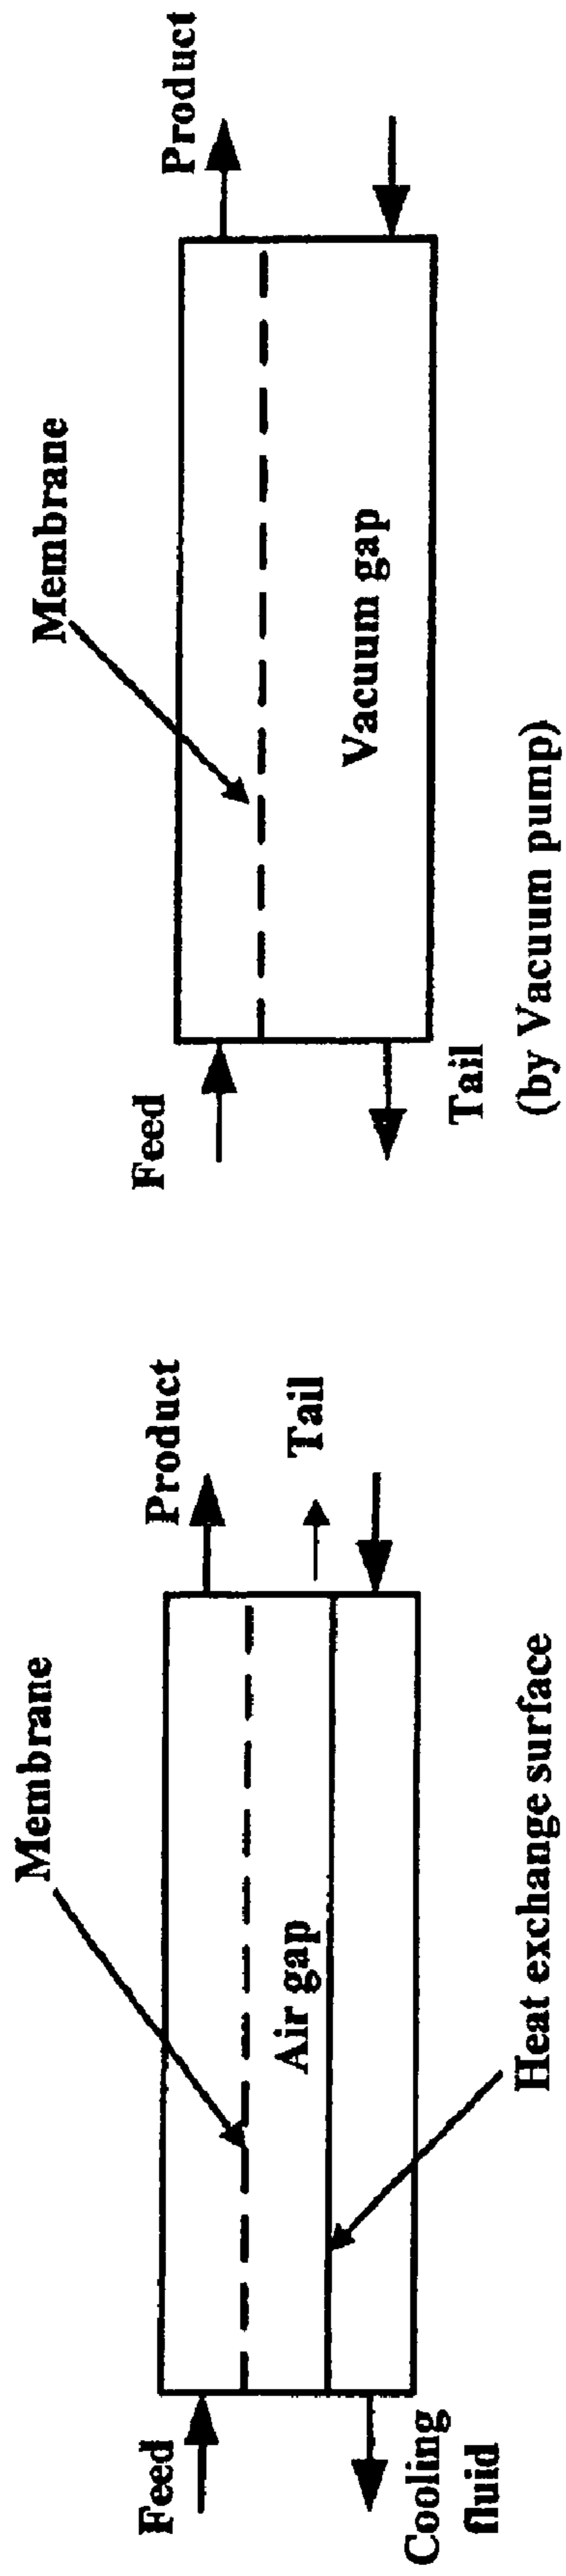 Membrane
Feed
Product
Air gap
Tail
Cooling
fluid
Heat exchange surface
Membrane
Feed
Product
Vacuum gap
Tail
(by Vacuum pump)